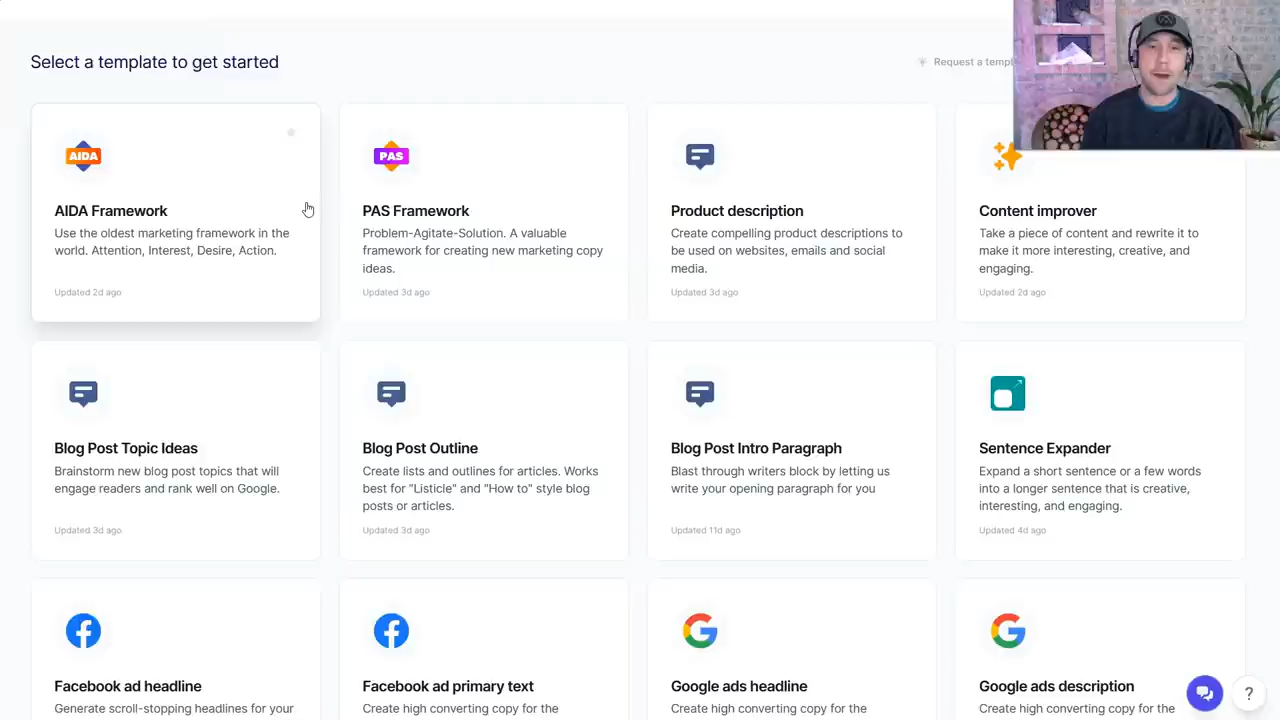 Select a template to get started
Request a templ
AIDA
AIDA Framework
Use the oldest marketing framework in the
world. Attention, Interest, Desire, Action.
Updated 2d ago
PAS
PAS Framework
Problem-Agitate-Solution. A valuable
framework for creating new marketing copy
ideas.
Updated 3d ago
Product description
Create compelling product descriptions to
be used on websites, emails and social
media.
Updated 3d ago
Content improver
Take a piece of content and rewrite it to
make it more interesting, creative, and
engaging.
Updated 2d ago
Blog Post Topic Ideas
Brainstorm new blog post topics that will
engage readers and rank well on Google.
Updated 3d ago
Blog Post Outline
Create lists and outlines for articles. Works
best for "Listicle" and "How to" style blog
posts or articles.
Updated 3d ago
Blog Post Intro Paragraph
Blast through writers block by letting us
write your opening paragraph for you
Updated 11d ago
Sentence Expander
Expand a short sentence or a few words
into a longer sentence that is creative,
interesting, and engaging.
Updated 4d ago
Facebook ad headline
Generate scroll-stopping headlines for your
Facebook ad primary text
Create high converting copy for the
Google ads headline
Create high converting copy for the
Google ads description
Create high converting copy for the
?